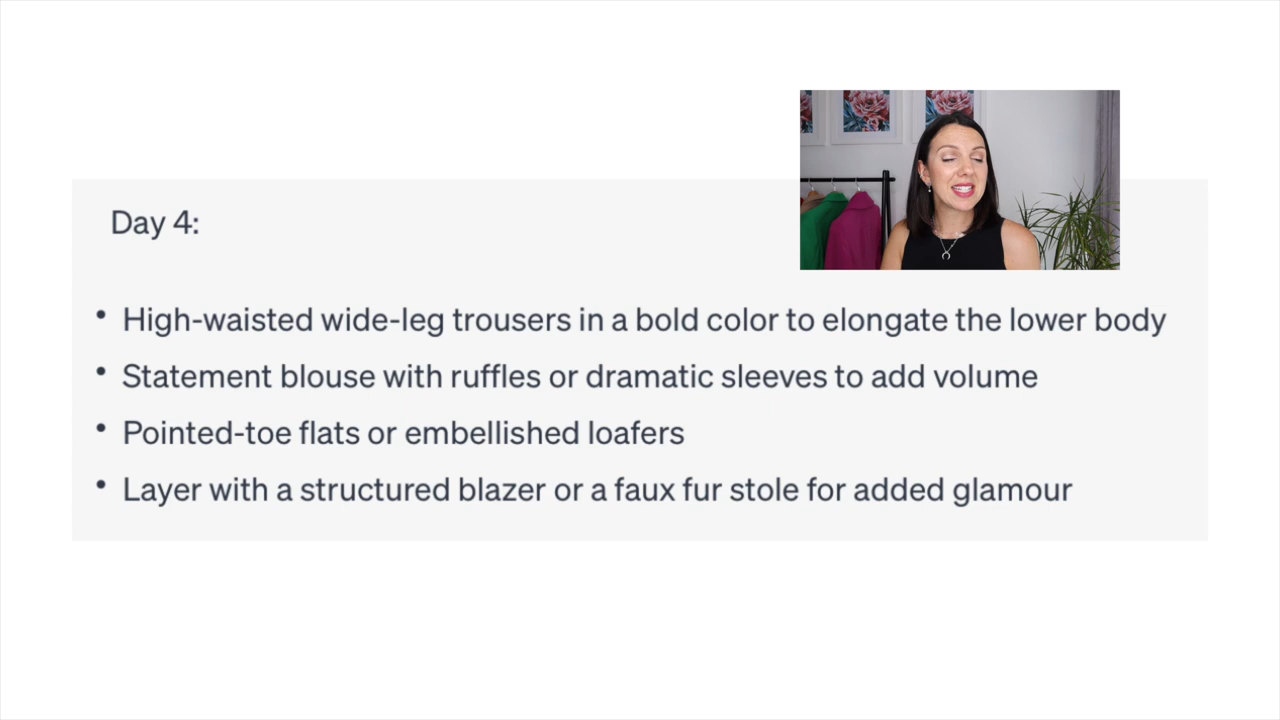 Day 4:
• High-waisted wide-leg trousers in a bold color to elongate the lower body
• Statement blouse with ruffles or dramatic sleeves to add volume
• Pointed-toe flats or embellished loafers
• Layer with a structured blazer or a faux fur stole for added glamour